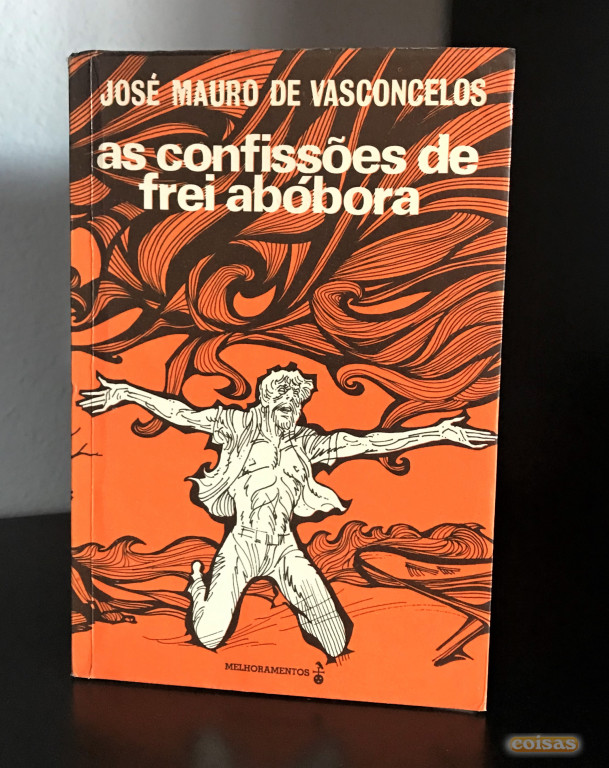 JOSÉ MAURO DE VASCONCELOS
as confissões de
frei abóbora
MELHORAMENTOS
coisas